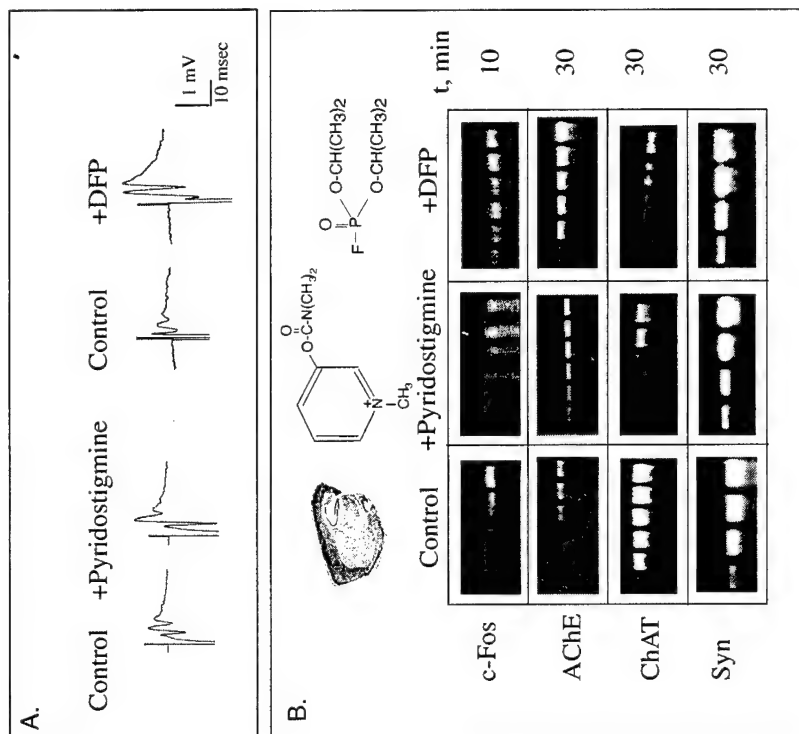 A.
Control +Pyridostigmine Control +DFP
1 mV
10 msec
B.
O
O-C-N(CH3)2
N
+
CH3
O
F P O-CH(CH3)2
O-CH(CH3)2
Control +Pyridostigmine +DFP t, min
c-Fos 10
AChE 30
ChAT 30
Syn 30